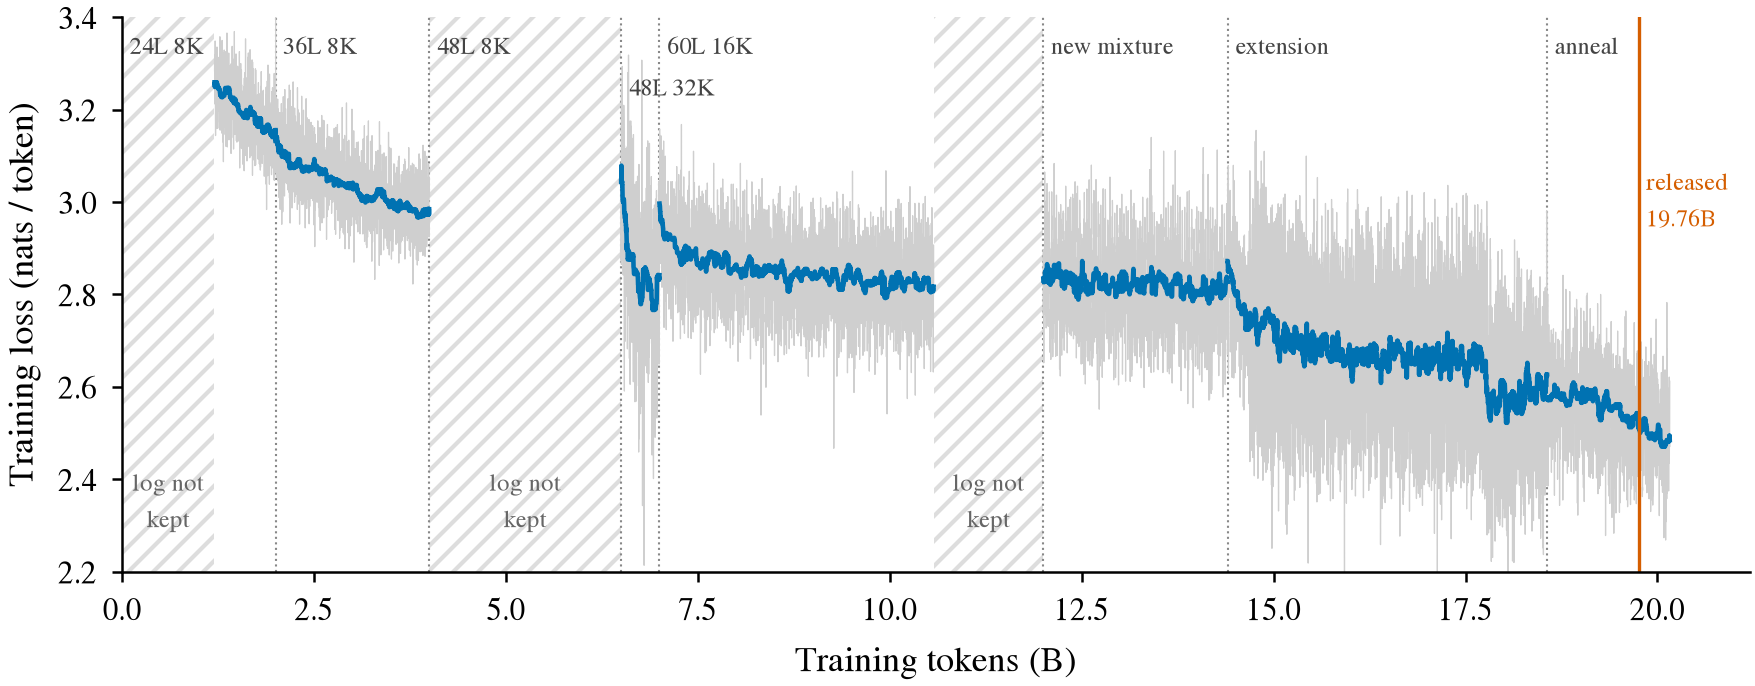 3.4
3.2
3.0
2.8
2.6
2.4
2.2
Training loss (nats / token)
24L 8K
36L 8K
48L 8K
60L 16K
48L 32K
new mixture
extension
anneal
released
19.76B
log not
kept
log not
kept
log not
kept
0.0
2.5
5.0
7.5
10.0
12.5
15.0
17.5
20.0
Training tokens (B)